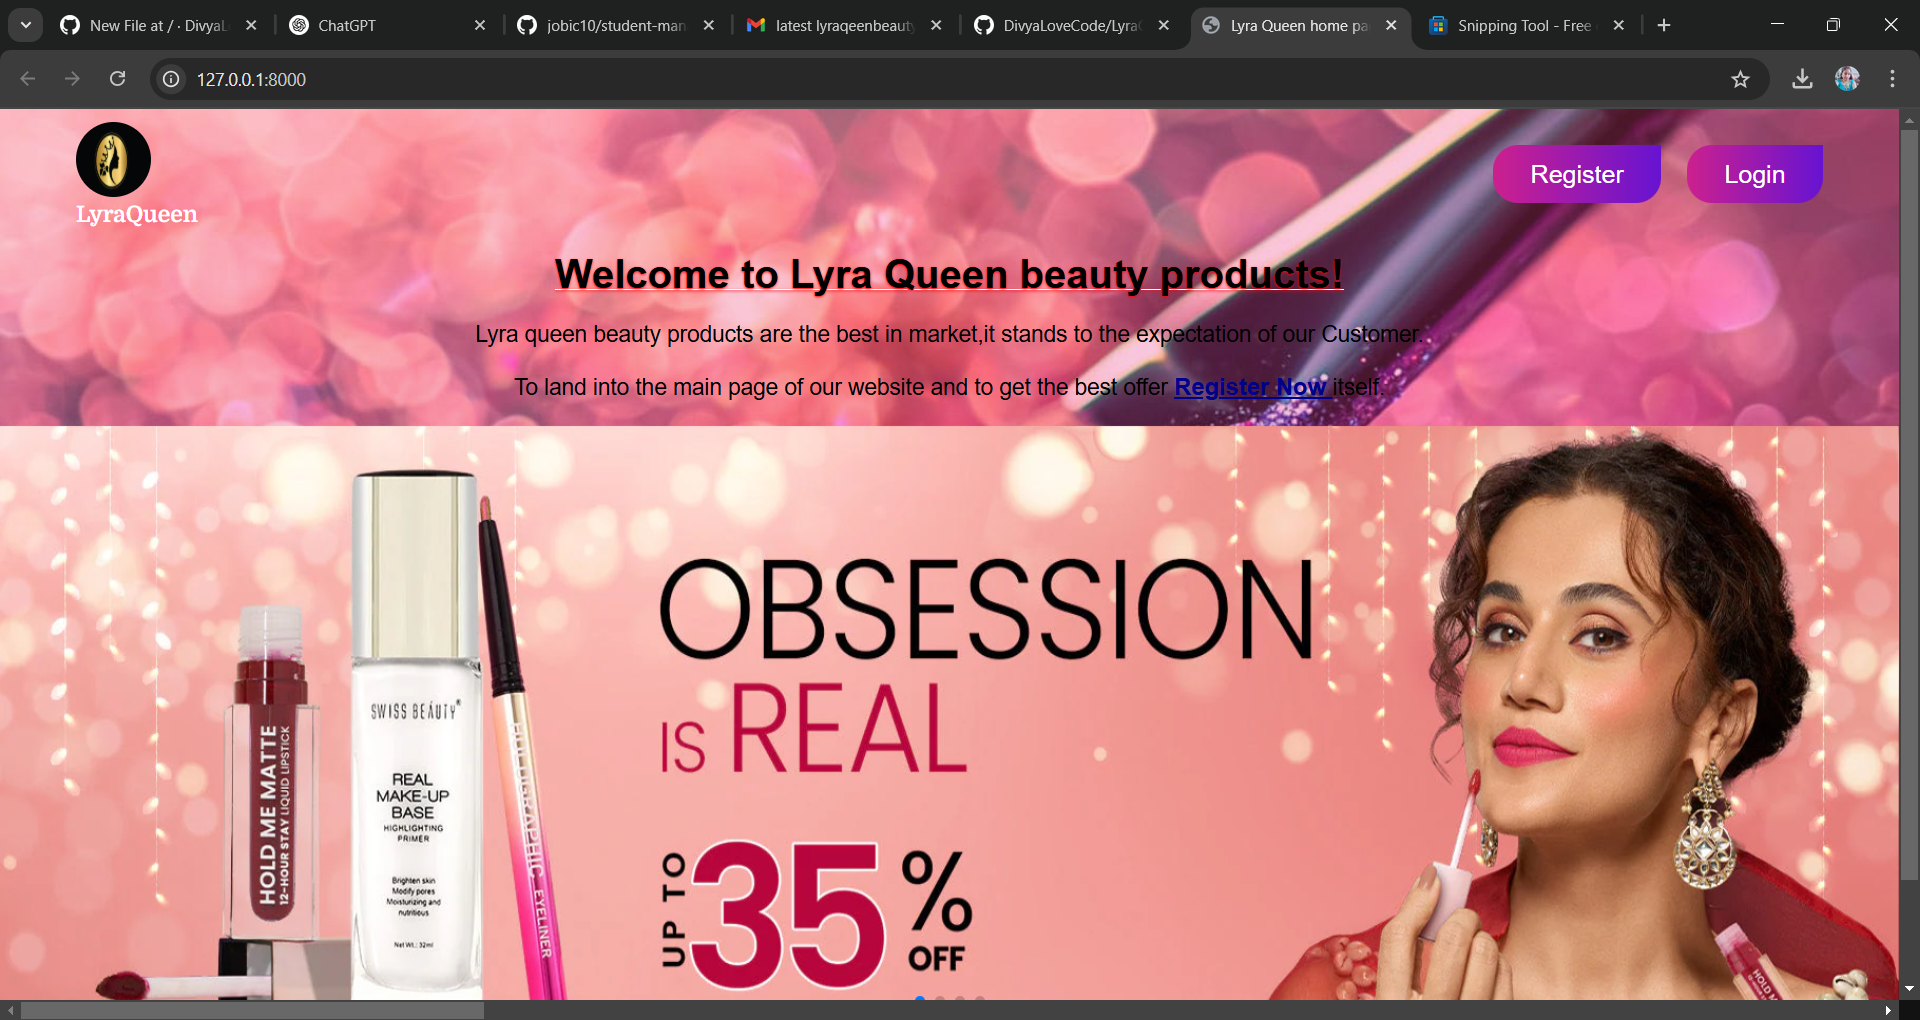 New File at / · DivyaL
ChatGPT
jobic10/student-man
latest lyraqeenbeauty
DivyaLoveCode/Lyra
Lyra Queen home pa
Snipping Tool - Free
127.0.0.1:8000
LyraQueen
Register
Login
Welcome to Lyra Queen beauty products!
Lyra queen beauty products are the best in market,it stands to the expectation of our Customer.
To land into the main page of our website and to get the best offer Register Now itself.
OBSESSION
IS REAL
UP TO
35%
OFF
HOLD ME MATTE
12-HOUR STAY LIQUID LIPSTICK
SWISS BEAUTY®
REAL
MAKE-UP
BASE
HIGHLIGHTING
PRIMER
Brighten skin
Modify pores
Moisturizing and
nutritious
Net Wt.: 32ml
HOLOGRAPHIC EYELINER
HOLD M